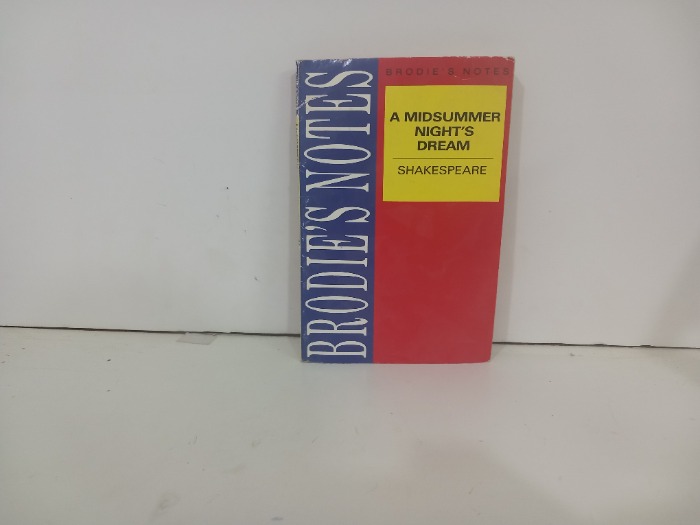 BRODIE'S NOTES
BRODIE'S NOTES
A MIDSUMMER
NIGHT'S
DREAM
SHAKESPEARE